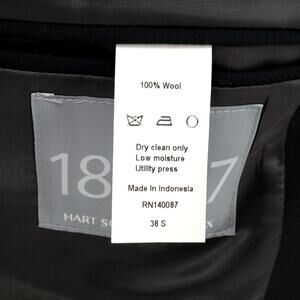 100% Wool
Dry clean only
Low moisture
Utility press
Made In Indonesia
RN140087
38 S
18 7
HART S X